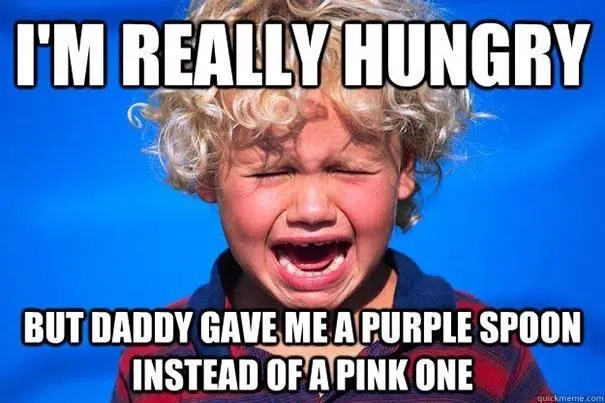 I'M REALLY HUNGRY
BUT DADDY GAVE ME A PURPLE SPOON
INSTEAD OF A PINK ONE
quickmeme.com